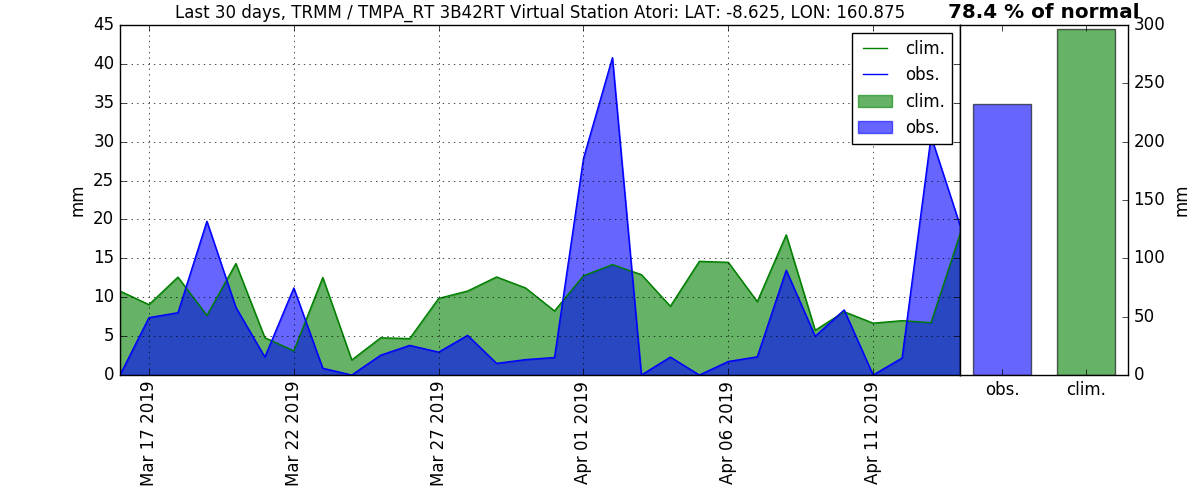 Last 30 days, TRMM / TMPA_RT 3B42RT Virtual Station Atori: LAT: -8.625, LON: 160.875
78.4 % of normal
45
40
35
30
25
20
15
10
5
0
mm
clim.
obs.
clim.
obs.
Mar 17 2019
Mar 22 2019
Mar 27 2019
Apr 01 2019
Apr 06 2019
Apr 11 2019
300
250
200
150
100
50
0
mm
obs.
clim.